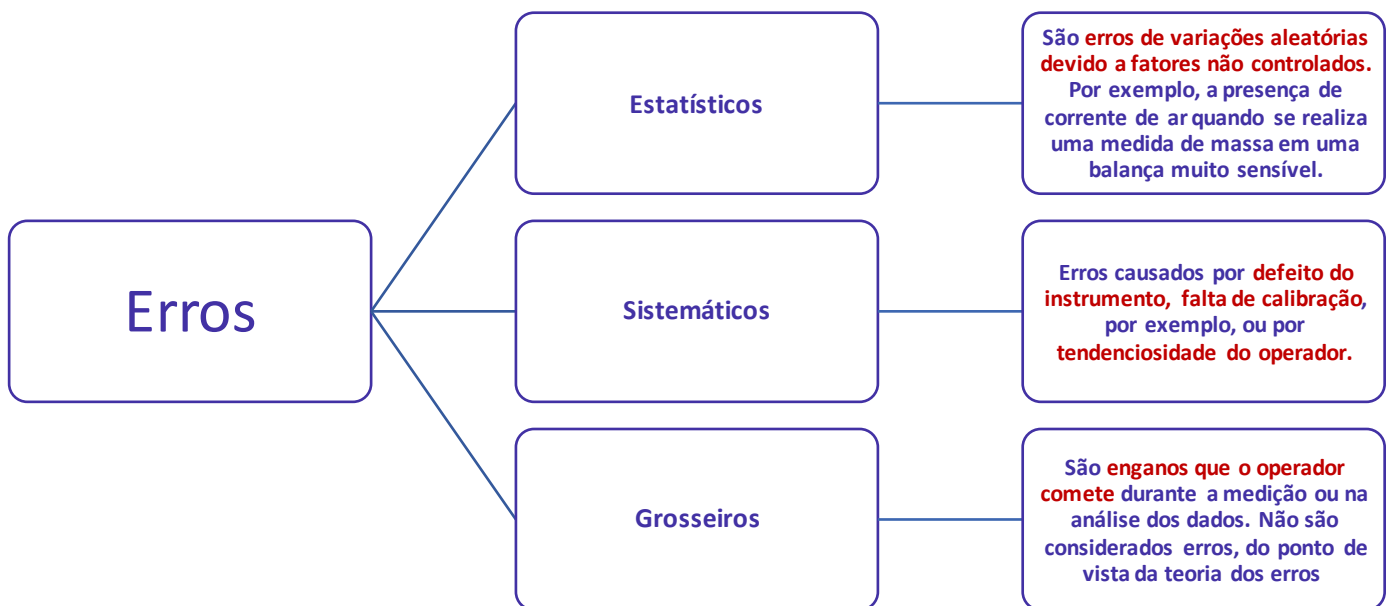 Erros
Estatísticos
São erros de variações aleatórias
devido a fatores não controlados.
Por exemplo, a presença de
corrente de ar quando se realiza
uma medida de massa em uma
balança muito sensível.
Sistemáticos
Erros causados por defeito do
instrumento, falta de calibração,
por exemplo, ou por
tendenciosidade do operador.
Grosseiros
São enganos que o operador
comete durante a medição ou na
análise dos dados. Não são
considerados erros, do ponto de
vista da teoria dos erros